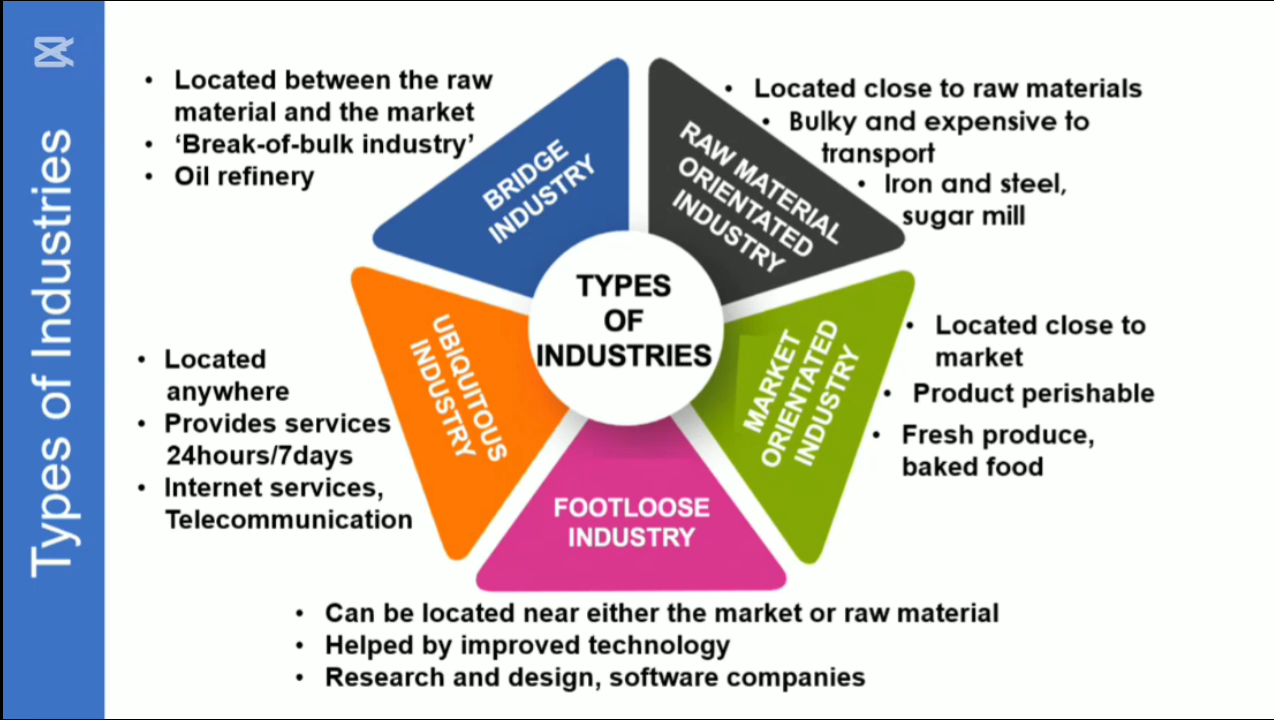 Types of Industries
• Located between the raw
material and the market
• ‘Break-of-bulk industry’
• Oil refinery
BRIDGE
INDUSTRY
RAW MATERIAL
ORIENTATED
INDUSTRY
• Located close to raw materials
• Bulky and expensive to
transport
• Iron and steel,
sugar mill
TYPES
OF
INDUSTRIES
UBIQUITOUS
INDUSTRY
• Located
anywhere
• Provides services
24hours/7days
• Internet services,
Telecommunication
MARKET
ORIENTATED
INDUSTRY
• Located close to
market
• Product perishable
• Fresh produce,
baked food
FOOTLOOSE
INDUSTRY
• Can be located near either the market or raw material
• Helped by improved technology
• Research and design, software companies